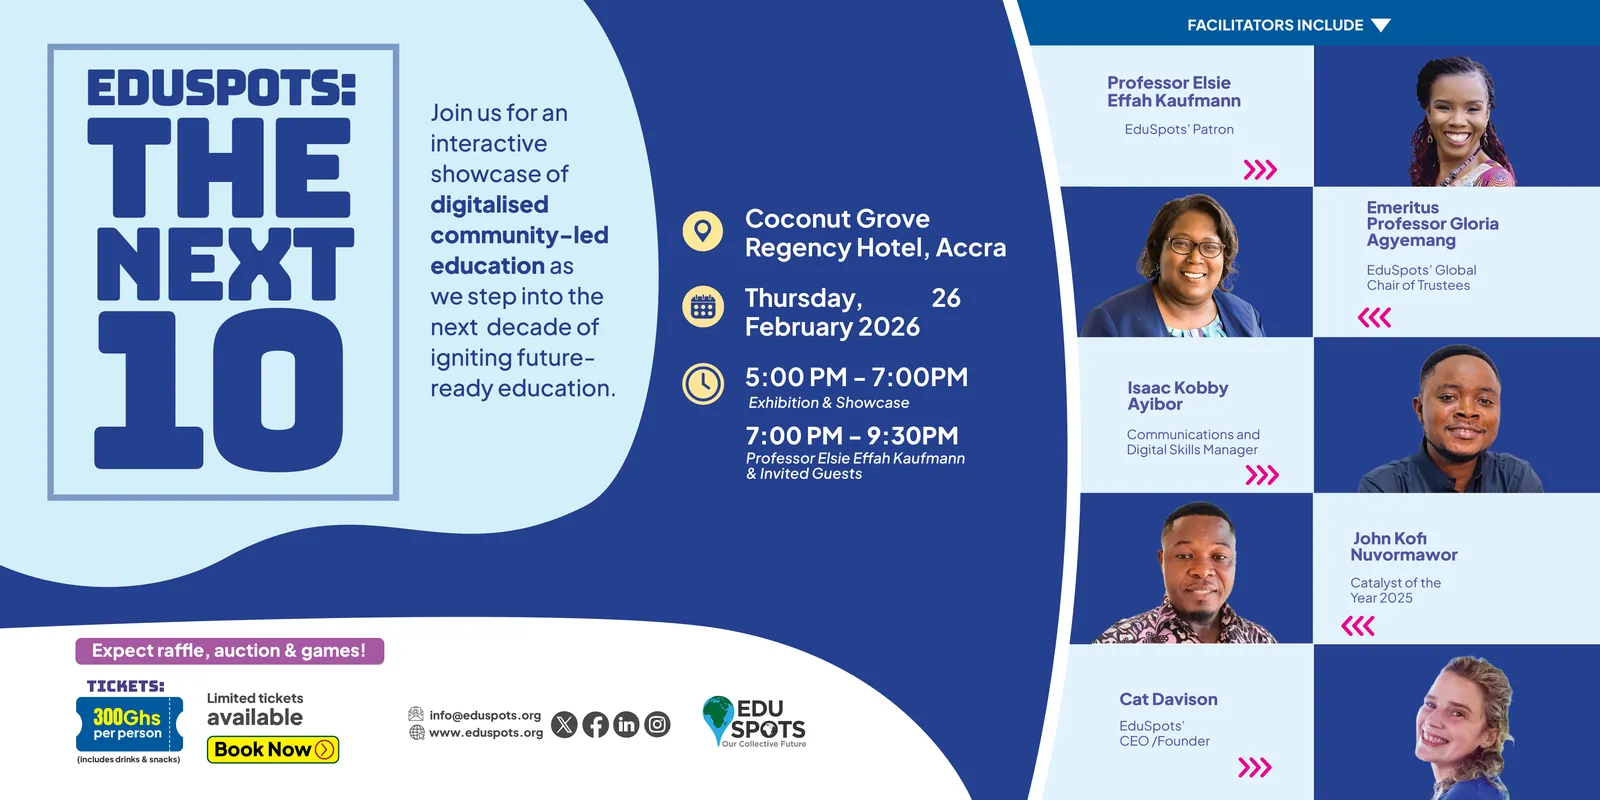 EDUSPOTS:
THE
NEXT
10
Join us for an
interactive
showcase of
digitalised
community-led
education as
we step into the
next decade of
igniting future-
ready education.
Coconut Grove
Regency Hotel, Accra
Thursday, 26
February 2026
5:00 PM - 7:00PM
Exhibition & Showcase
7:00 PM - 9:30PM
Professor Elsie Effah Kaufmann
& Invited Guests
Expect raffle, auction & games!
TICKETS:
300Ghs
per person
(includes drinks & snacks)
Limited tickets
available
Book Now
info@eduspots.org
www.eduspots.org
EDU
SPOTS
Our Collective Future
FACILITATORS INCLUDE
Professor Elsie
Effah Kaufmann
EduSpots' Patron
Emeritus
Professor Gloria
Agyemang
EduSpots' Global
Chair of Trustees
Isaac Kobby
Ayibor
Communications and
Digital Skills Manager
John Kofi
Nuvormawor
Catalyst of the
Year 2025
Cat Davison
EduSpots'
CEO /Founder